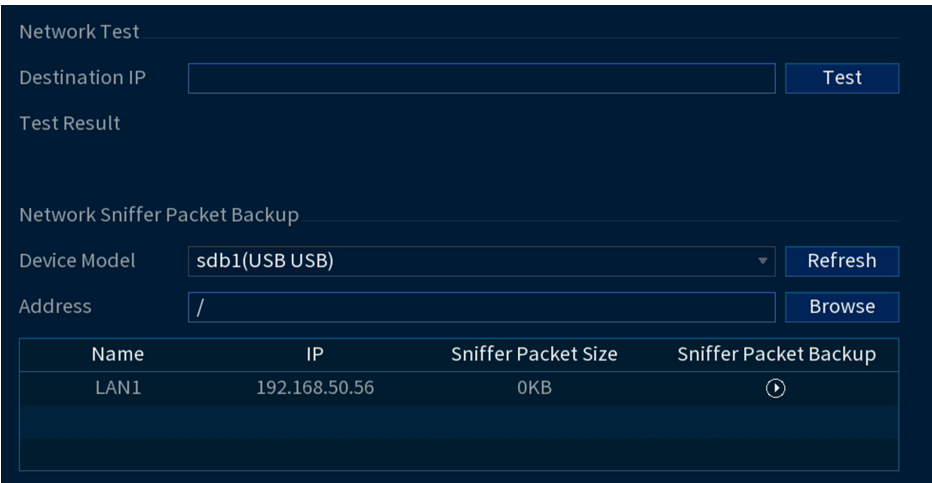 Network Test
Destination IP Test
Test Result
Network Sniffer Packet Backup
Device Model sdb1(USB USB) Refresh
Address / Browse
Name IP Sniffer Packet Size Sniffer Packet Backup
LAN1 192.168.50.56 0KB